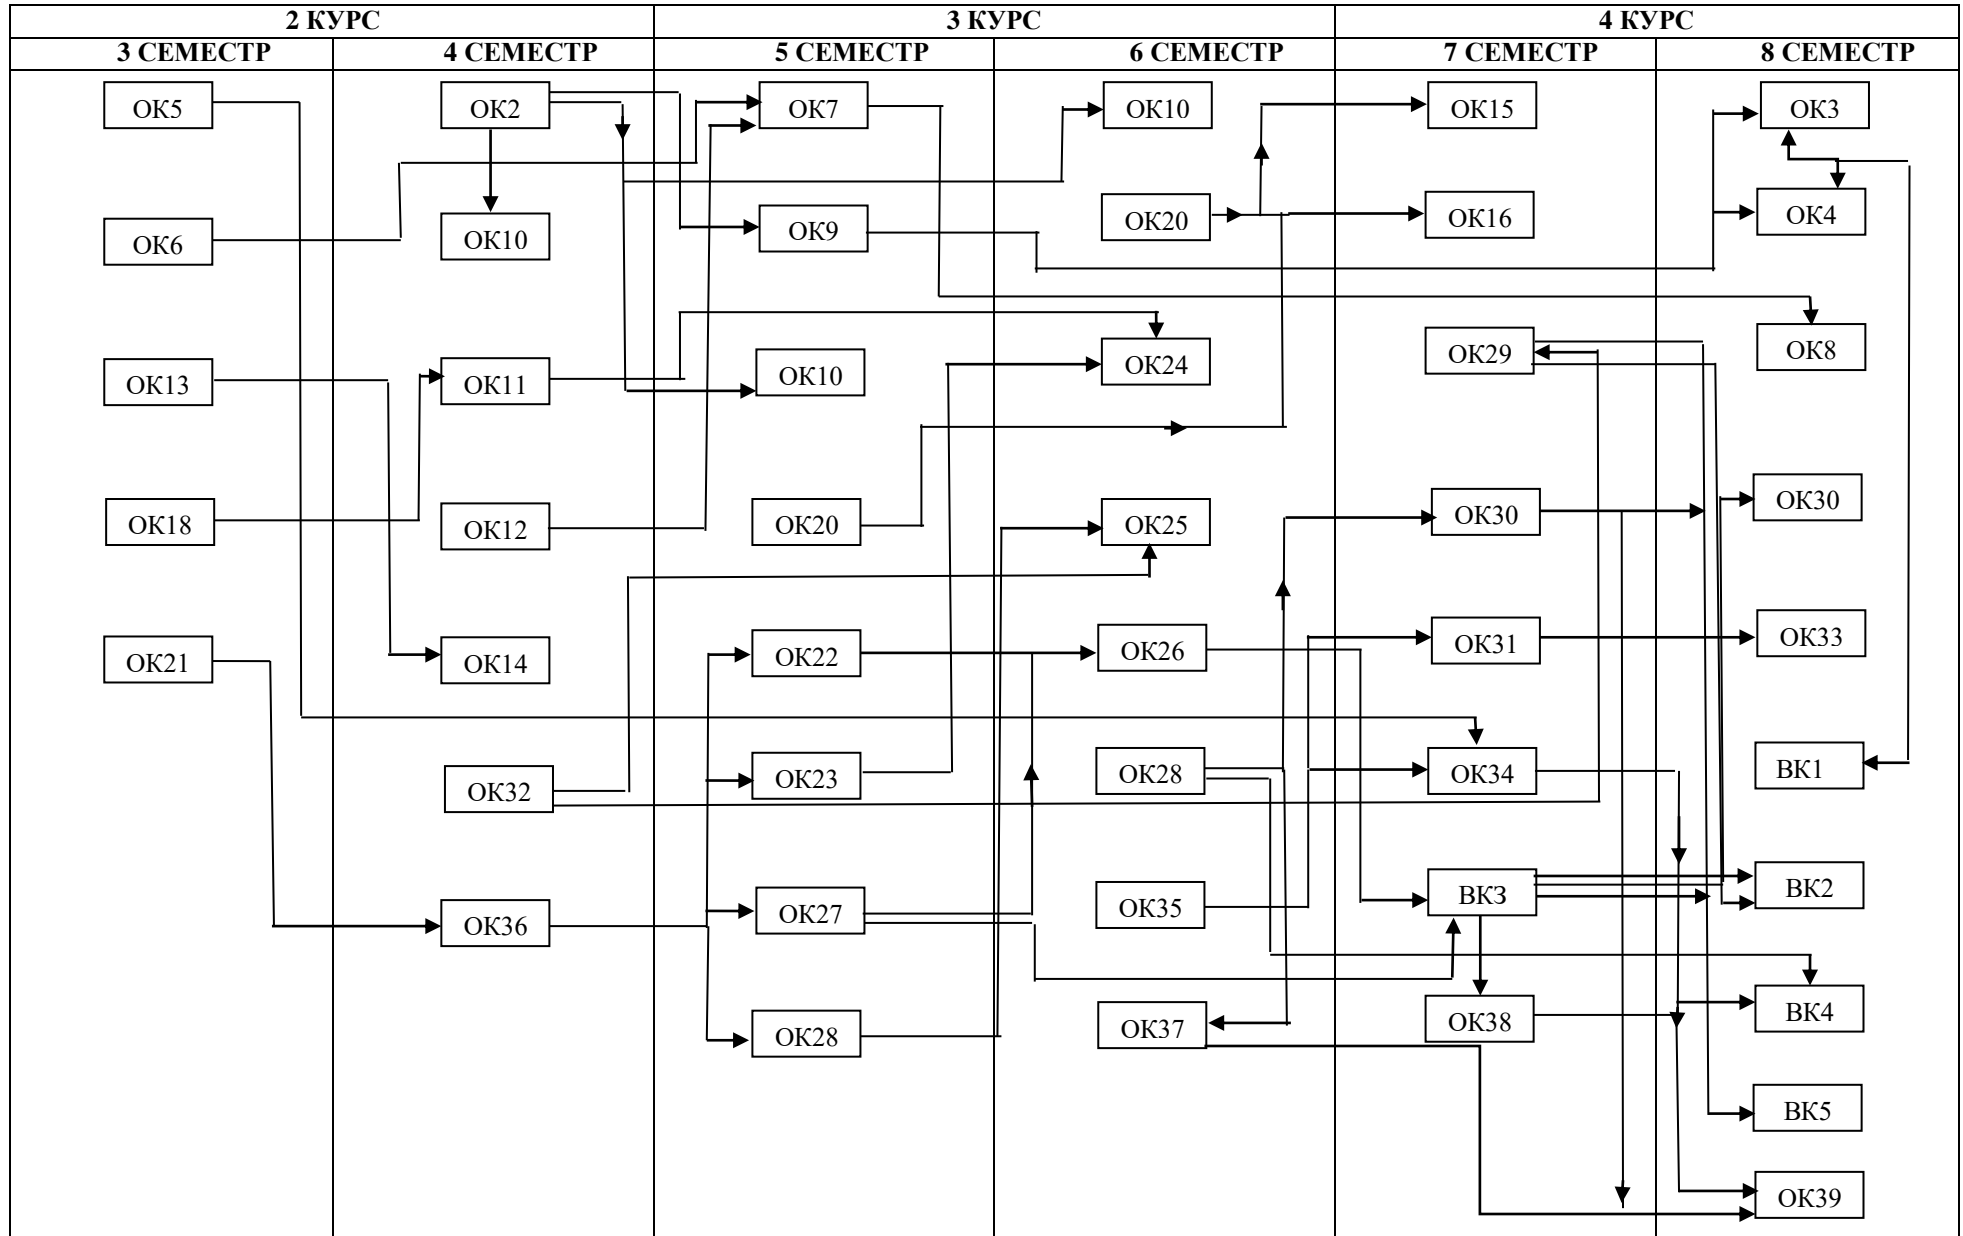 2 КУРС 3 КУРС 4 КУРС
3 СЕМЕСТР 4 СЕМЕСТР 5 СЕМЕСТР 6 СЕМЕСТР 7 СЕМЕСТР 8 СЕМЕСТР
ОК5 ОК2 ОК7 ОК10 ОК15 ОК3
ОК6 ОК10 ОК9 ОК20 ОК16 ОК4
ОК13 ОК11 ОК10 ОК24 ОК29 ОК8
ОК18 ОК12 ОК20 ОК25 ОК30 ОК30
ОК21 ОК14 ОК22 ОК26 ОК31 ОК33
ОК32 ОК23 ОК28 ОК34 ВК1
ОК36 ОК27 ОК35 ВК3 ВК2
ОК28 ОК37 ОК38 ВК4
ВК5
ОК39